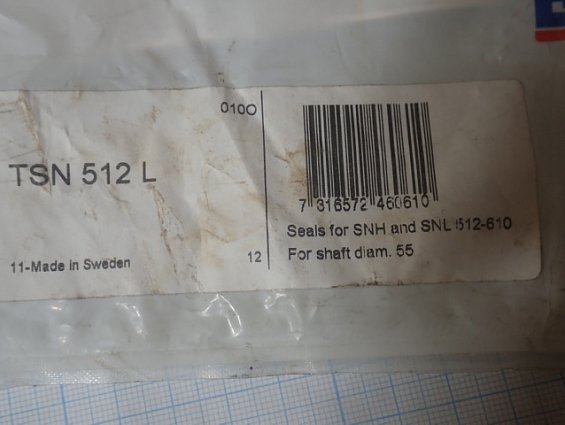 010O
TSN 512 L
11-Made in Sweden
12
7 316572 460610
Seals for SNH and SNL 512-610
For shaft diam. 55